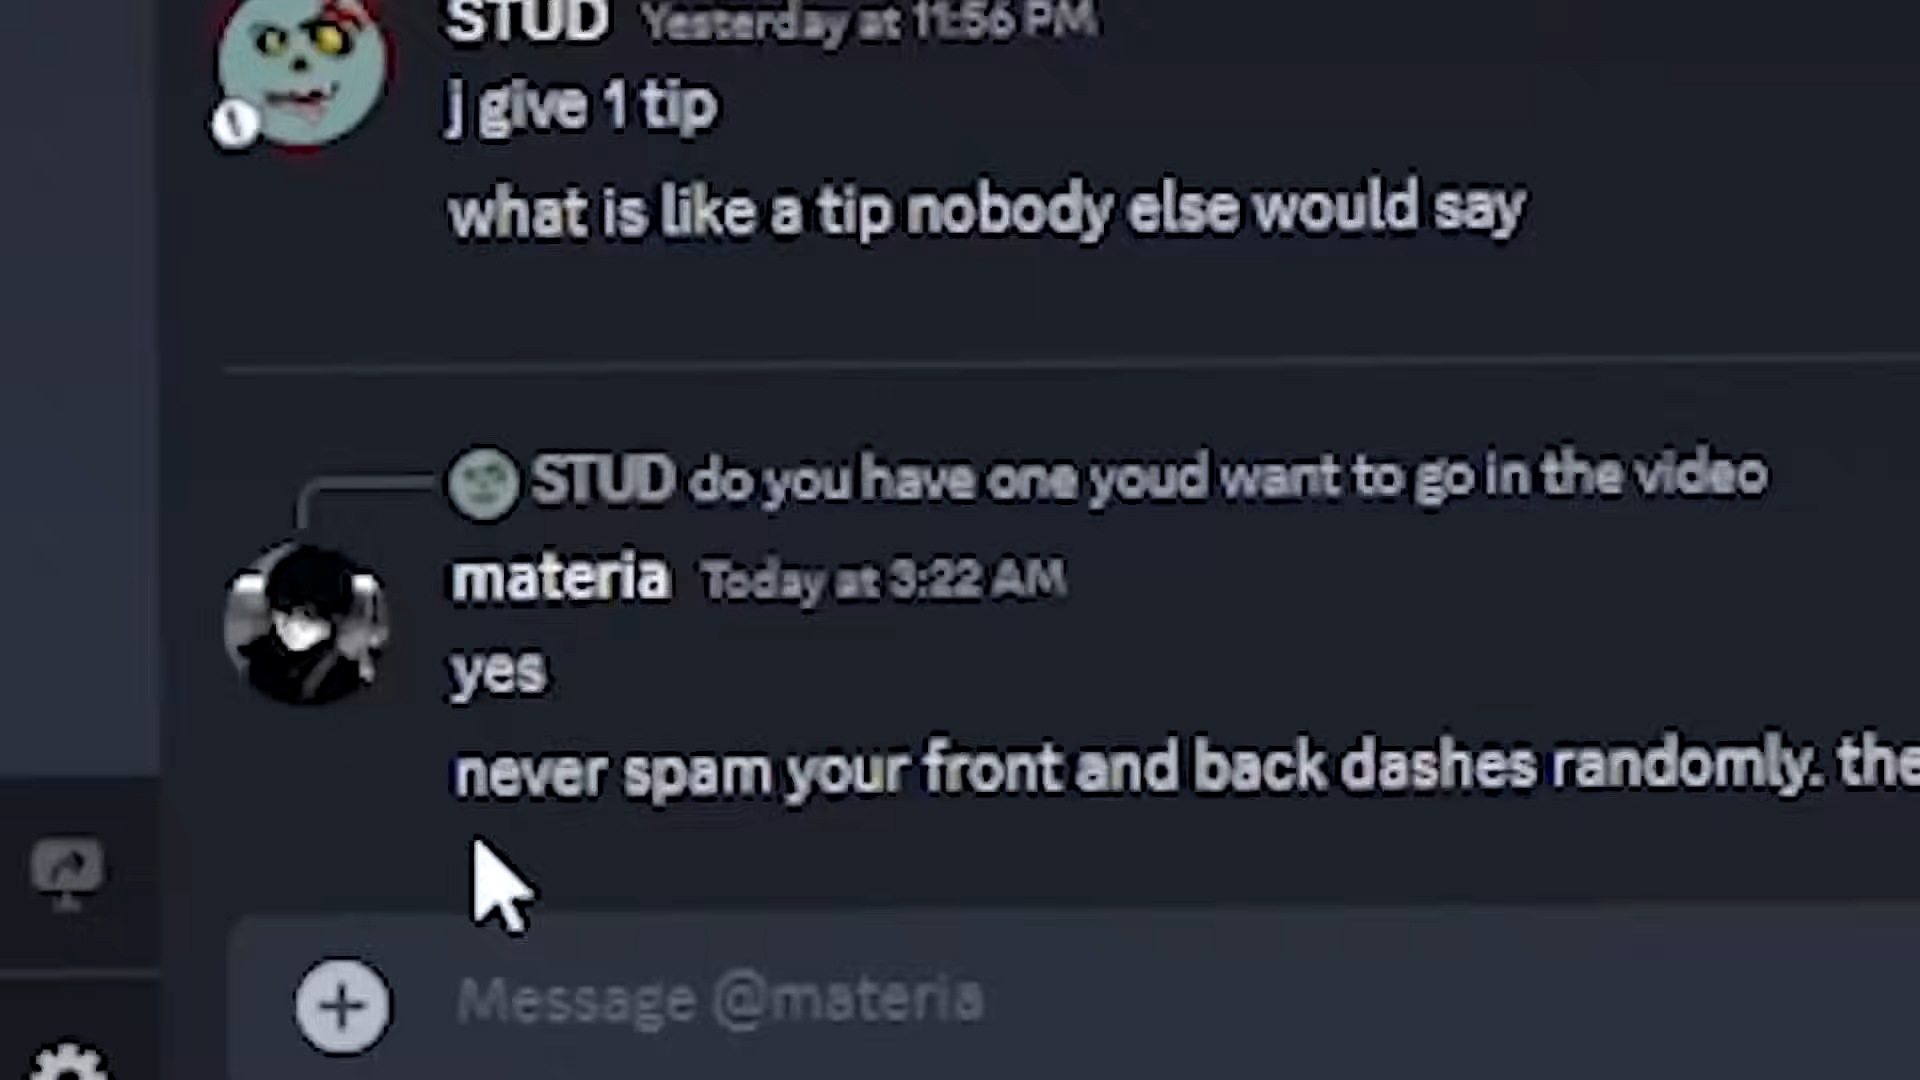 STUD Yesterday at 11:56 PM
j give 1 tip
what is like a tip nobody else would say
STUD do you have one youd want to go in the video
materia Today at 3:22 AM
yes
never spam your front and back dashes randomly. the
Message @materia